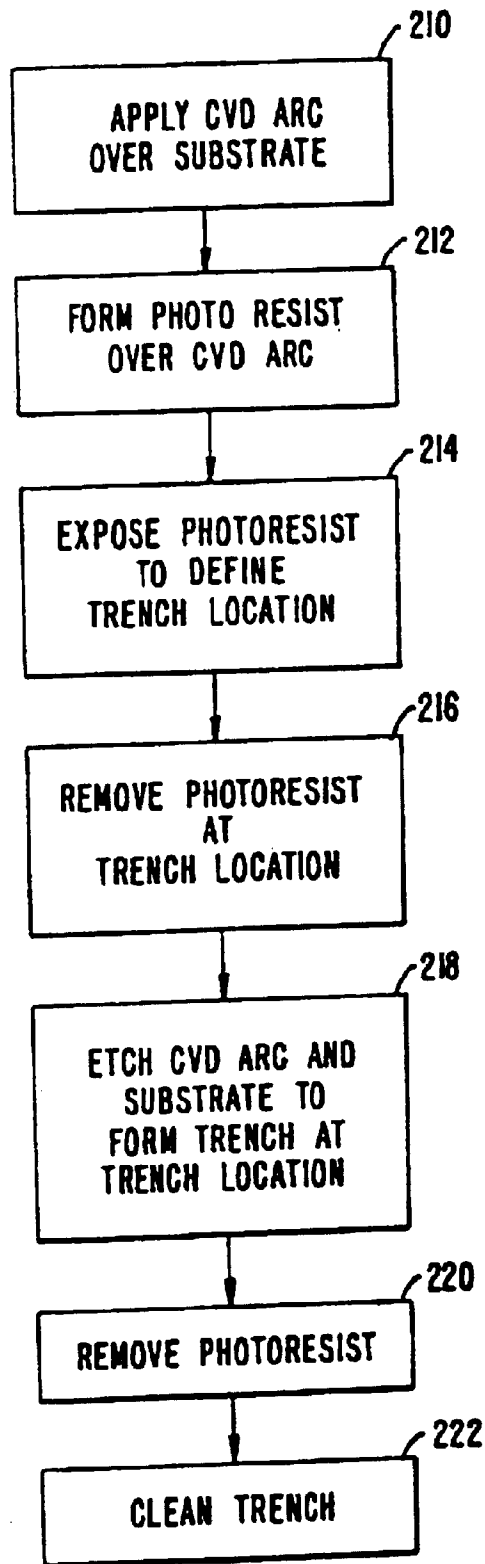 210
APPLY CVD ARC
OVER SUBSTRATE
212
FORM PHOTO RESIST
OVER CVD ARC
214
EXPOSE PHOTORESIST
TO DEFINE
TRENCH LOCATION
216
REMOVE PHOTORESIST
AT
TRENCH LOCATION
218
ETCH CVD ARC AND
SUBSTRATE TO
FORM TRENCH AT
TRENCH LOCATION
220
REMOVE PHOTORESIST
222
CLEAN TRENCH